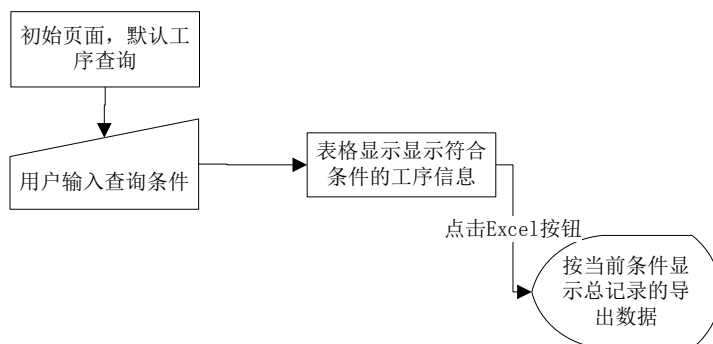 初始页面，默认工
序查询
用户输入查询条件
表格显示显示符合
条件的工序信息
点击Excel按钮
按当前条件显
示总记录的导
出数据